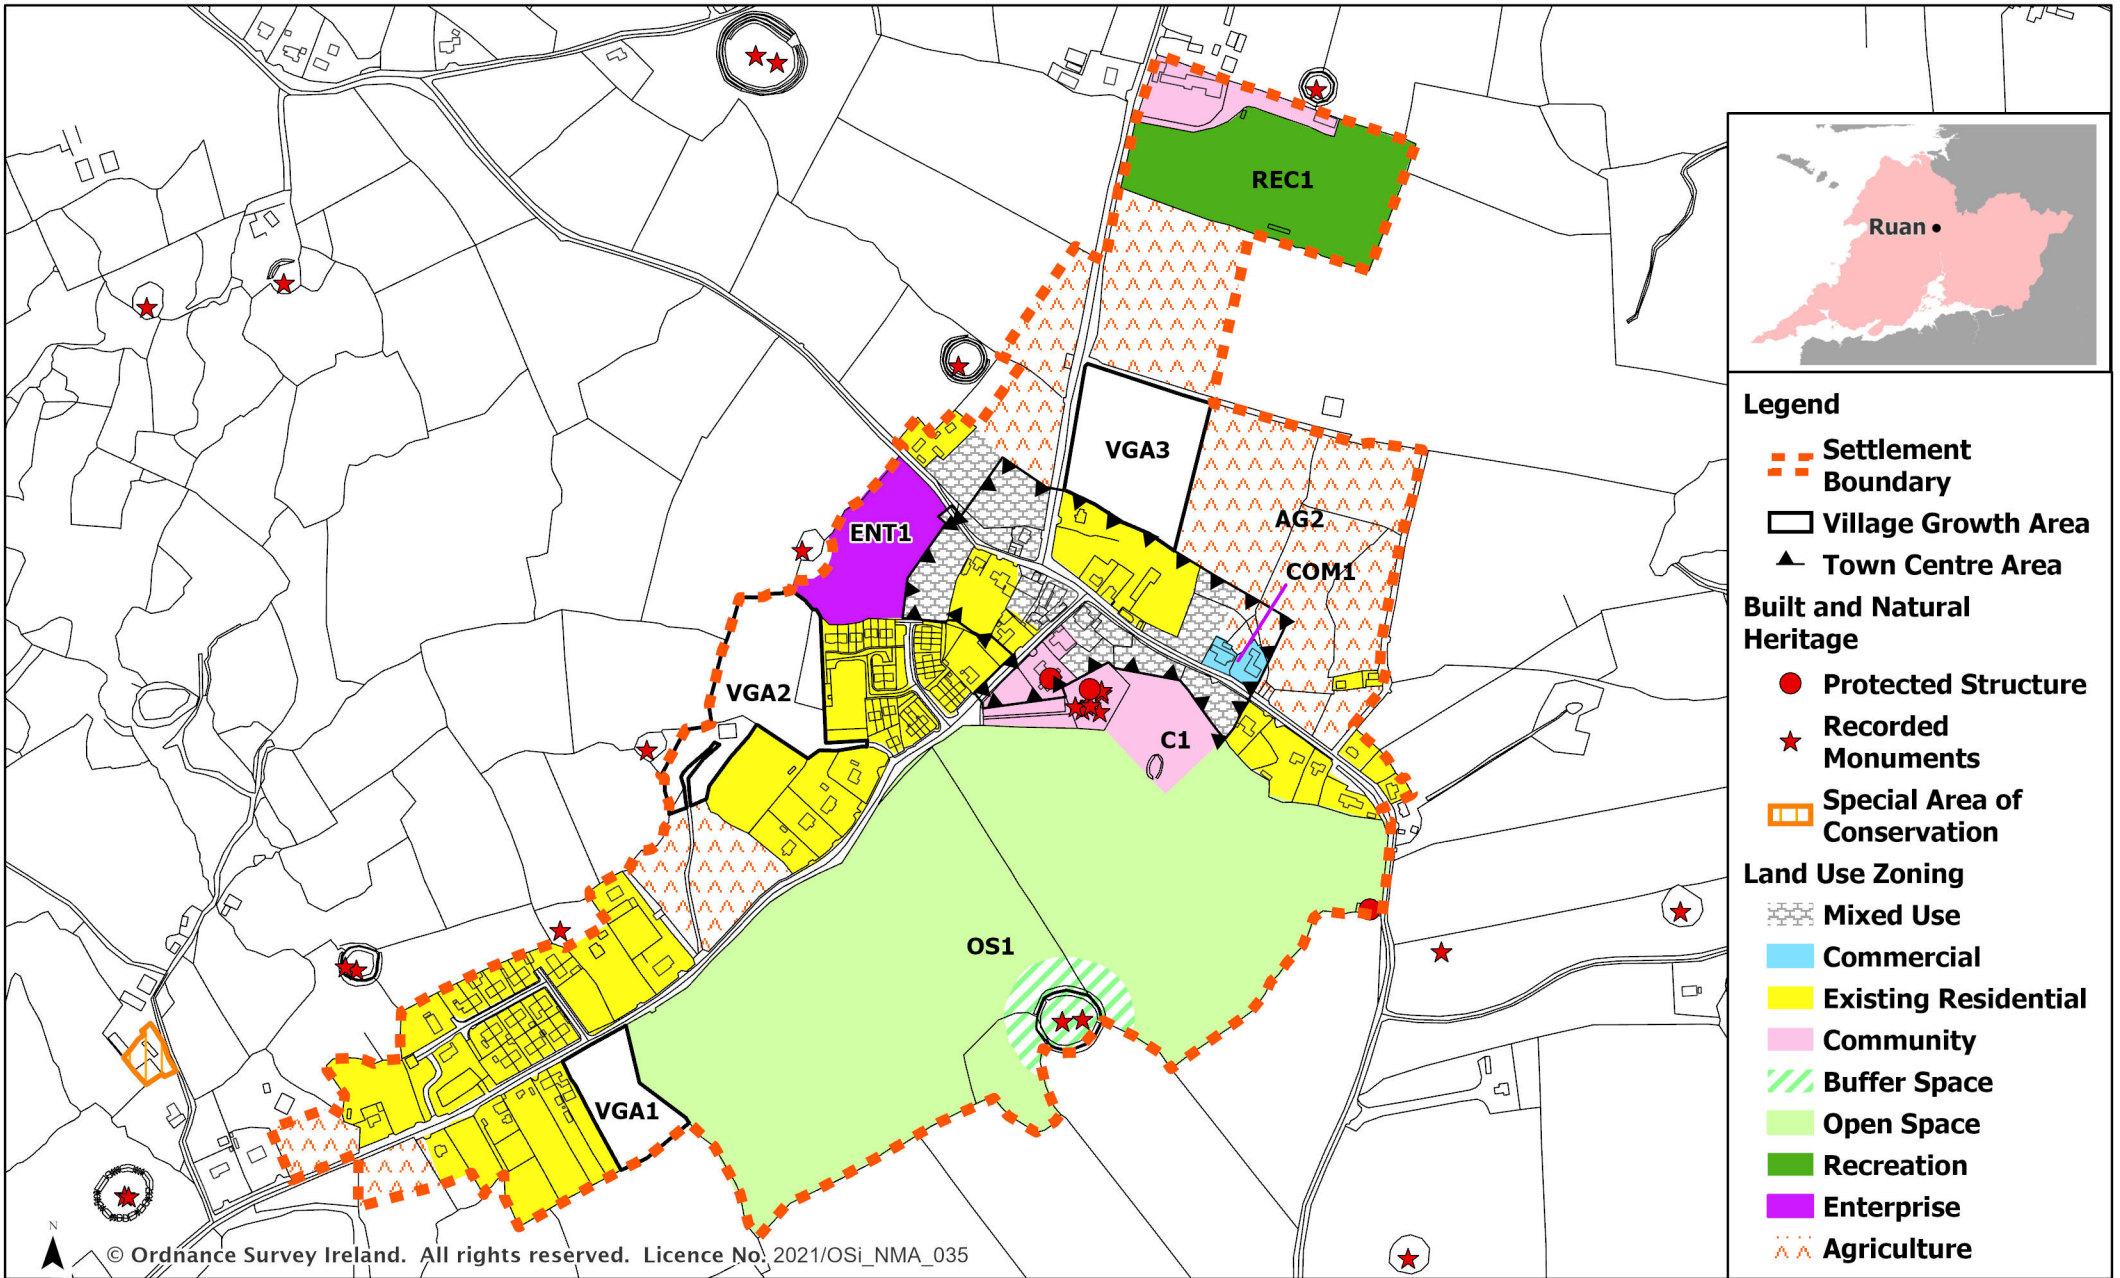 REC1
VGA3
ENT1
AG2
COM1
VGA2
C1
OS1
VGA1
N
© Ordnance Survey Ireland. All rights reserved. Licence No. 2021/OSi_NMA_035
Ruan
Legend
Settlement
Boundary
Village Growth Area
Town Centre Area
Built and Natural
Heritage
Protected Structure
Recorded
Monuments
Special Area of
Conservation
Land Use Zoning
Mixed Use
Commercial
Existing Residential
Community
Buffer Space
Open Space
Recreation
Enterprise
Agriculture